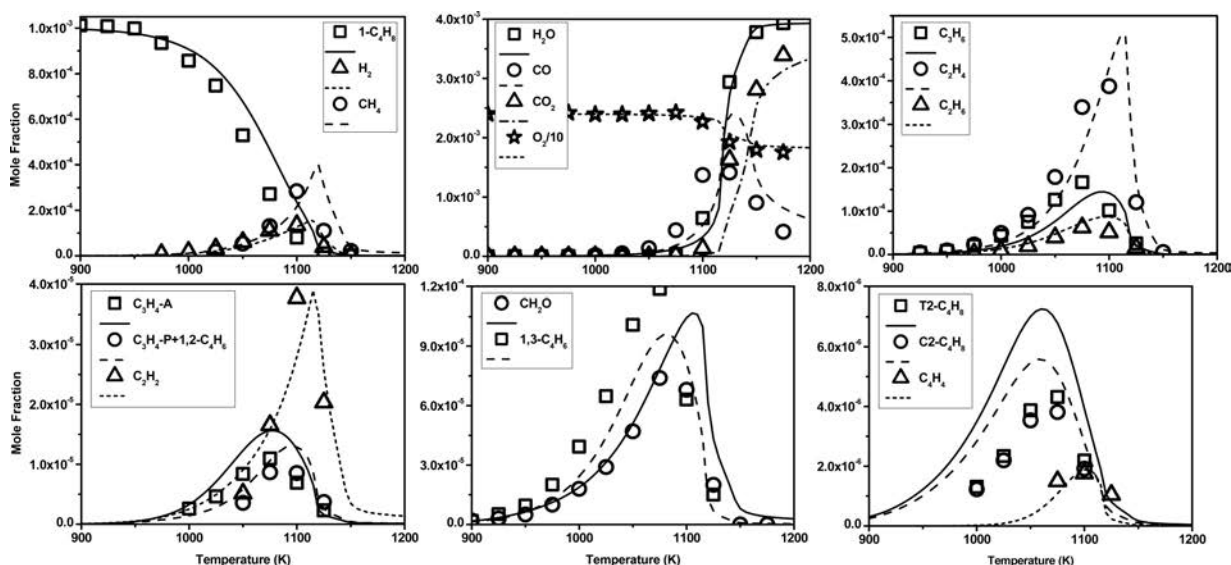 Mole Fraction
1.0x10⁻³
8.0x10⁻⁴
6.0x10⁻⁴
4.0x10⁻⁴
2.0x10⁻⁴
0.0
1-C₄H₈
H₂
CH₄
900 1000 1100 1200
4.0x10⁻³
3.0x10⁻³
2.0x10⁻³
1.0x10⁻³
0.0
H₂O
CO
CO₂
O₂/10
900 1000 1100 1200
5.0x10⁻⁴
4.0x10⁻⁴
3.0x10⁻⁴
2.0x10⁻⁴
1.0x10⁻⁴
0.0
C₃H₆
C₂H₄
C₂H₆
900 1000 1100 1200
Mole Fraction
4.0x10⁻⁵
3.0x10⁻⁵
2.0x10⁻⁵
1.0x10⁻⁵
0.0
C₃H₄-A
C₃H₄-P+1,2-C₄H₆
C₂H₂
900 1000 1100 1200
Temperature (K)
1.2x10⁻⁴
9.0x10⁻⁵
6.0x10⁻⁵
3.0x10⁻⁵
0.0
CH₂O
1,3-C₄H₆
900 1000 1100 1200
Temperature (K)
8.0x10⁻⁶
6.0x10⁻⁶
4.0x10⁻⁶
2.0x10⁻⁶
0.0
T2-C₄H₈
C2-C₄H₈
C₄H₄
900 1000 1100 1200
Temperature (K)